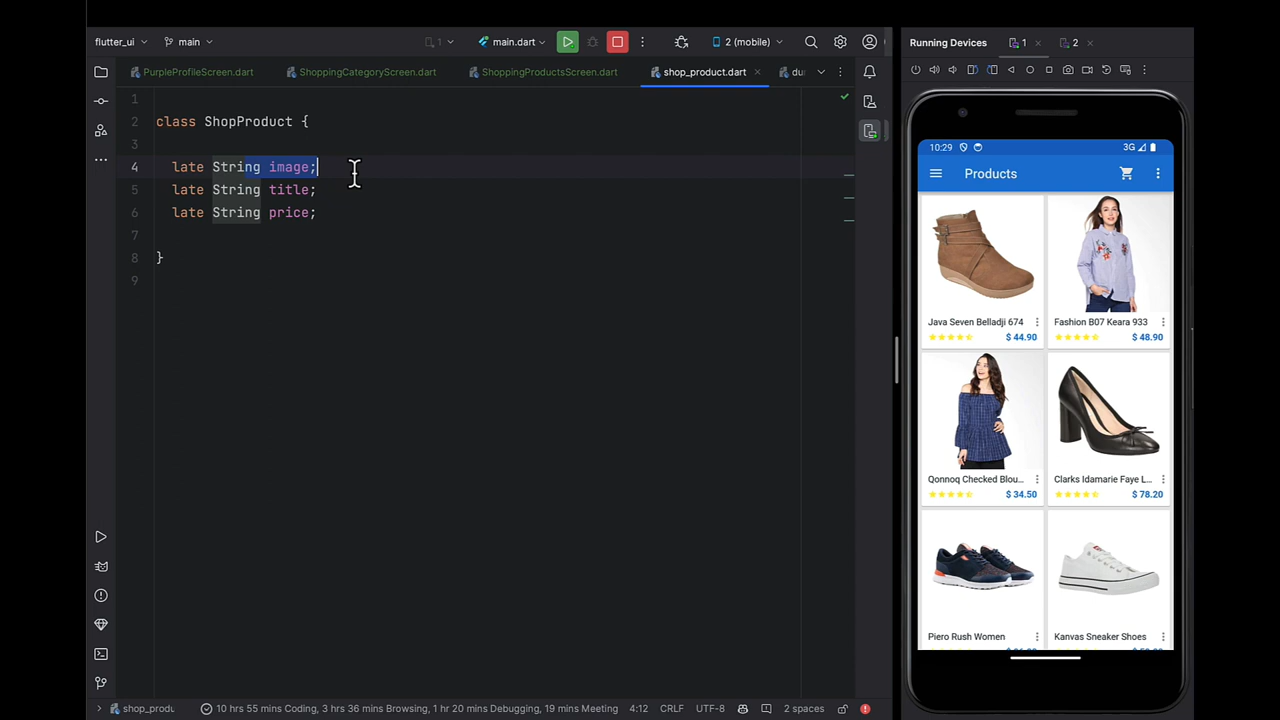 flutter_ui
main
1
main.dart
2 (mobile)
Running Devices
1
2
PurpleProfileScreen.dart
ShoppingCategoryScreen.dart
ShoppingProductsScreen.dart
shop_product.dart
1
2 class ShopProduct {
3
4 late String image;
5 late String title;
6 late String price;
7
8 }
9
10:29
3G
Products
Java Seven Belladji 674
$ 44.90
Fashion B07 Keara 933
$ 48.90
Qonnoq Checked Blou...
$ 34.50
Clarks Idamarie Faye L...
$ 78.20
Piero Rush Women
Kanvas Sneaker Shoes
shop_produ
10 hrs 55 mins Coding, 3 hrs 36 mins Browsing, 1 hr 20 mins Debugging, 19 mins Meeting
4:12
CRLF
UTF-8
2 spaces